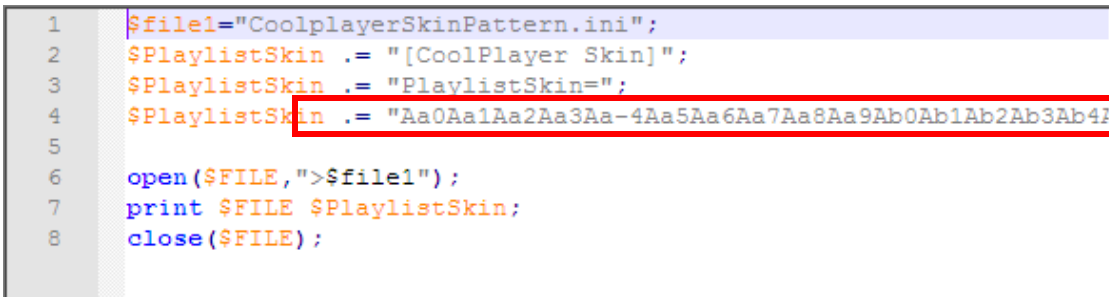 1 $file1="CoolplayerSkinPattern.ini";
2 $PlaylistSkin .= "[CoolPlayer Skin]";
3 $PlaylistSkin .= "PlaylistSkin=";
4 $PlaylistSkin .= "Aa0Aa1Aa2Aa3Aa-4Aa5Aa6Aa7Aa8Aa9Ab0Ab1Ab2Ab3Ab4A
5
6 open($FILE,">$file1");
7 print $FILE $PlaylistSkin;
8 close($FILE);